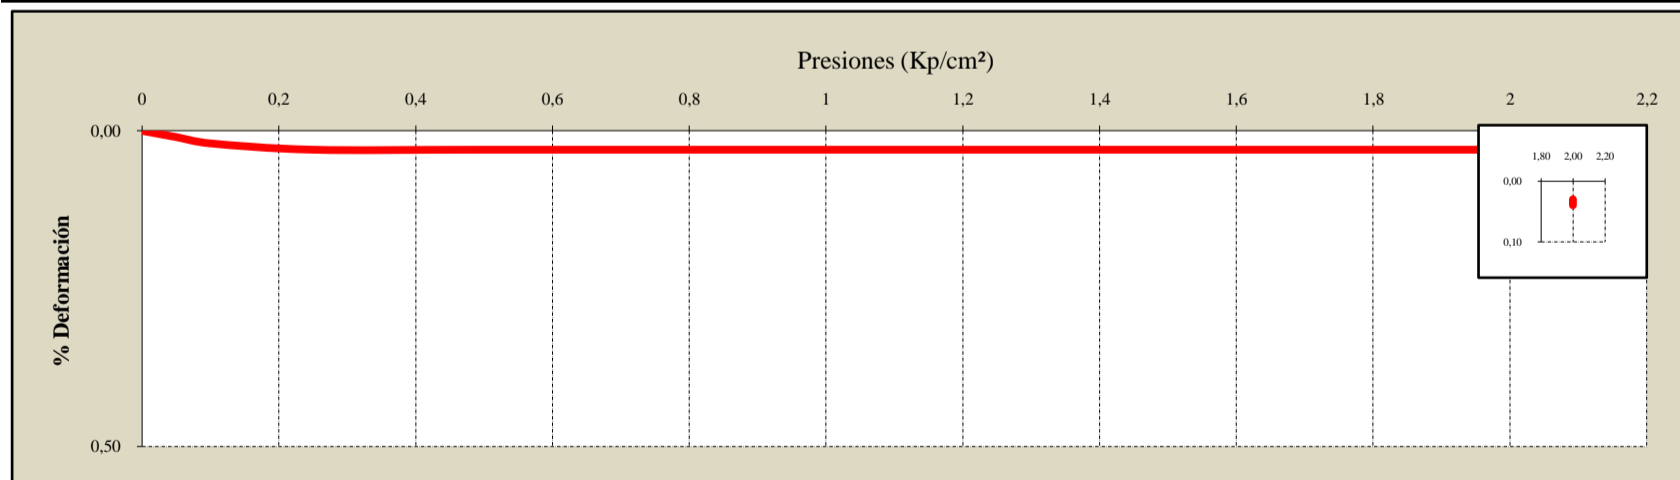 Presiones (Kp/cm²)
0 0,2 0,4 0,6 0,8 1 1,2 1,4 1,6 1,8 2 2,2
0,00
% Deformación
0,50
1,80 2,00 2,20
0,00
0,10